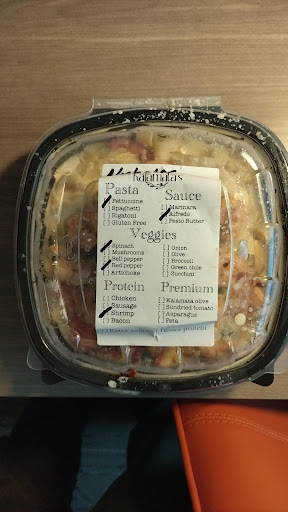 Kalamata's
Pasta Sauce
[ ] Fettuccine [ ] Marinara
[ ] Spaghetti [ ] Alfredo
[ ] Rigatoni [ ] Pesto Butter
[ ] Gluten Free
Veggies
[ ] Spinach [ ] Onion
[ ] Mushrooms [ ] Olive
[ ] Bell pepper [ ] Broccoli
[ ] Red pepper [ ] Green chile
[ ] Artichoke [ ] Zucchini
Protein Premium
[ ] Chicken [ ] Kalamata olive
[ ] Sausage [ ] Sundried tomato
[ ] Shrimp [ ] Asparagus
[ ] Bacon [ ] Feta
protein